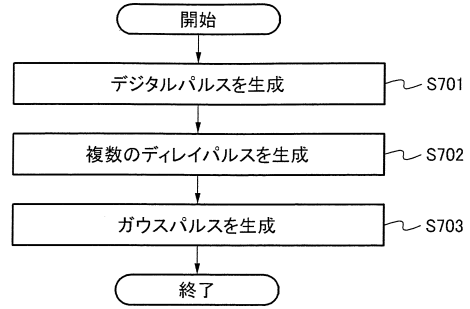 開始
デジタルパルスを生成
S701
複数のディレイパルスを生成
S702
ガウスパルスを生成
S703
終了